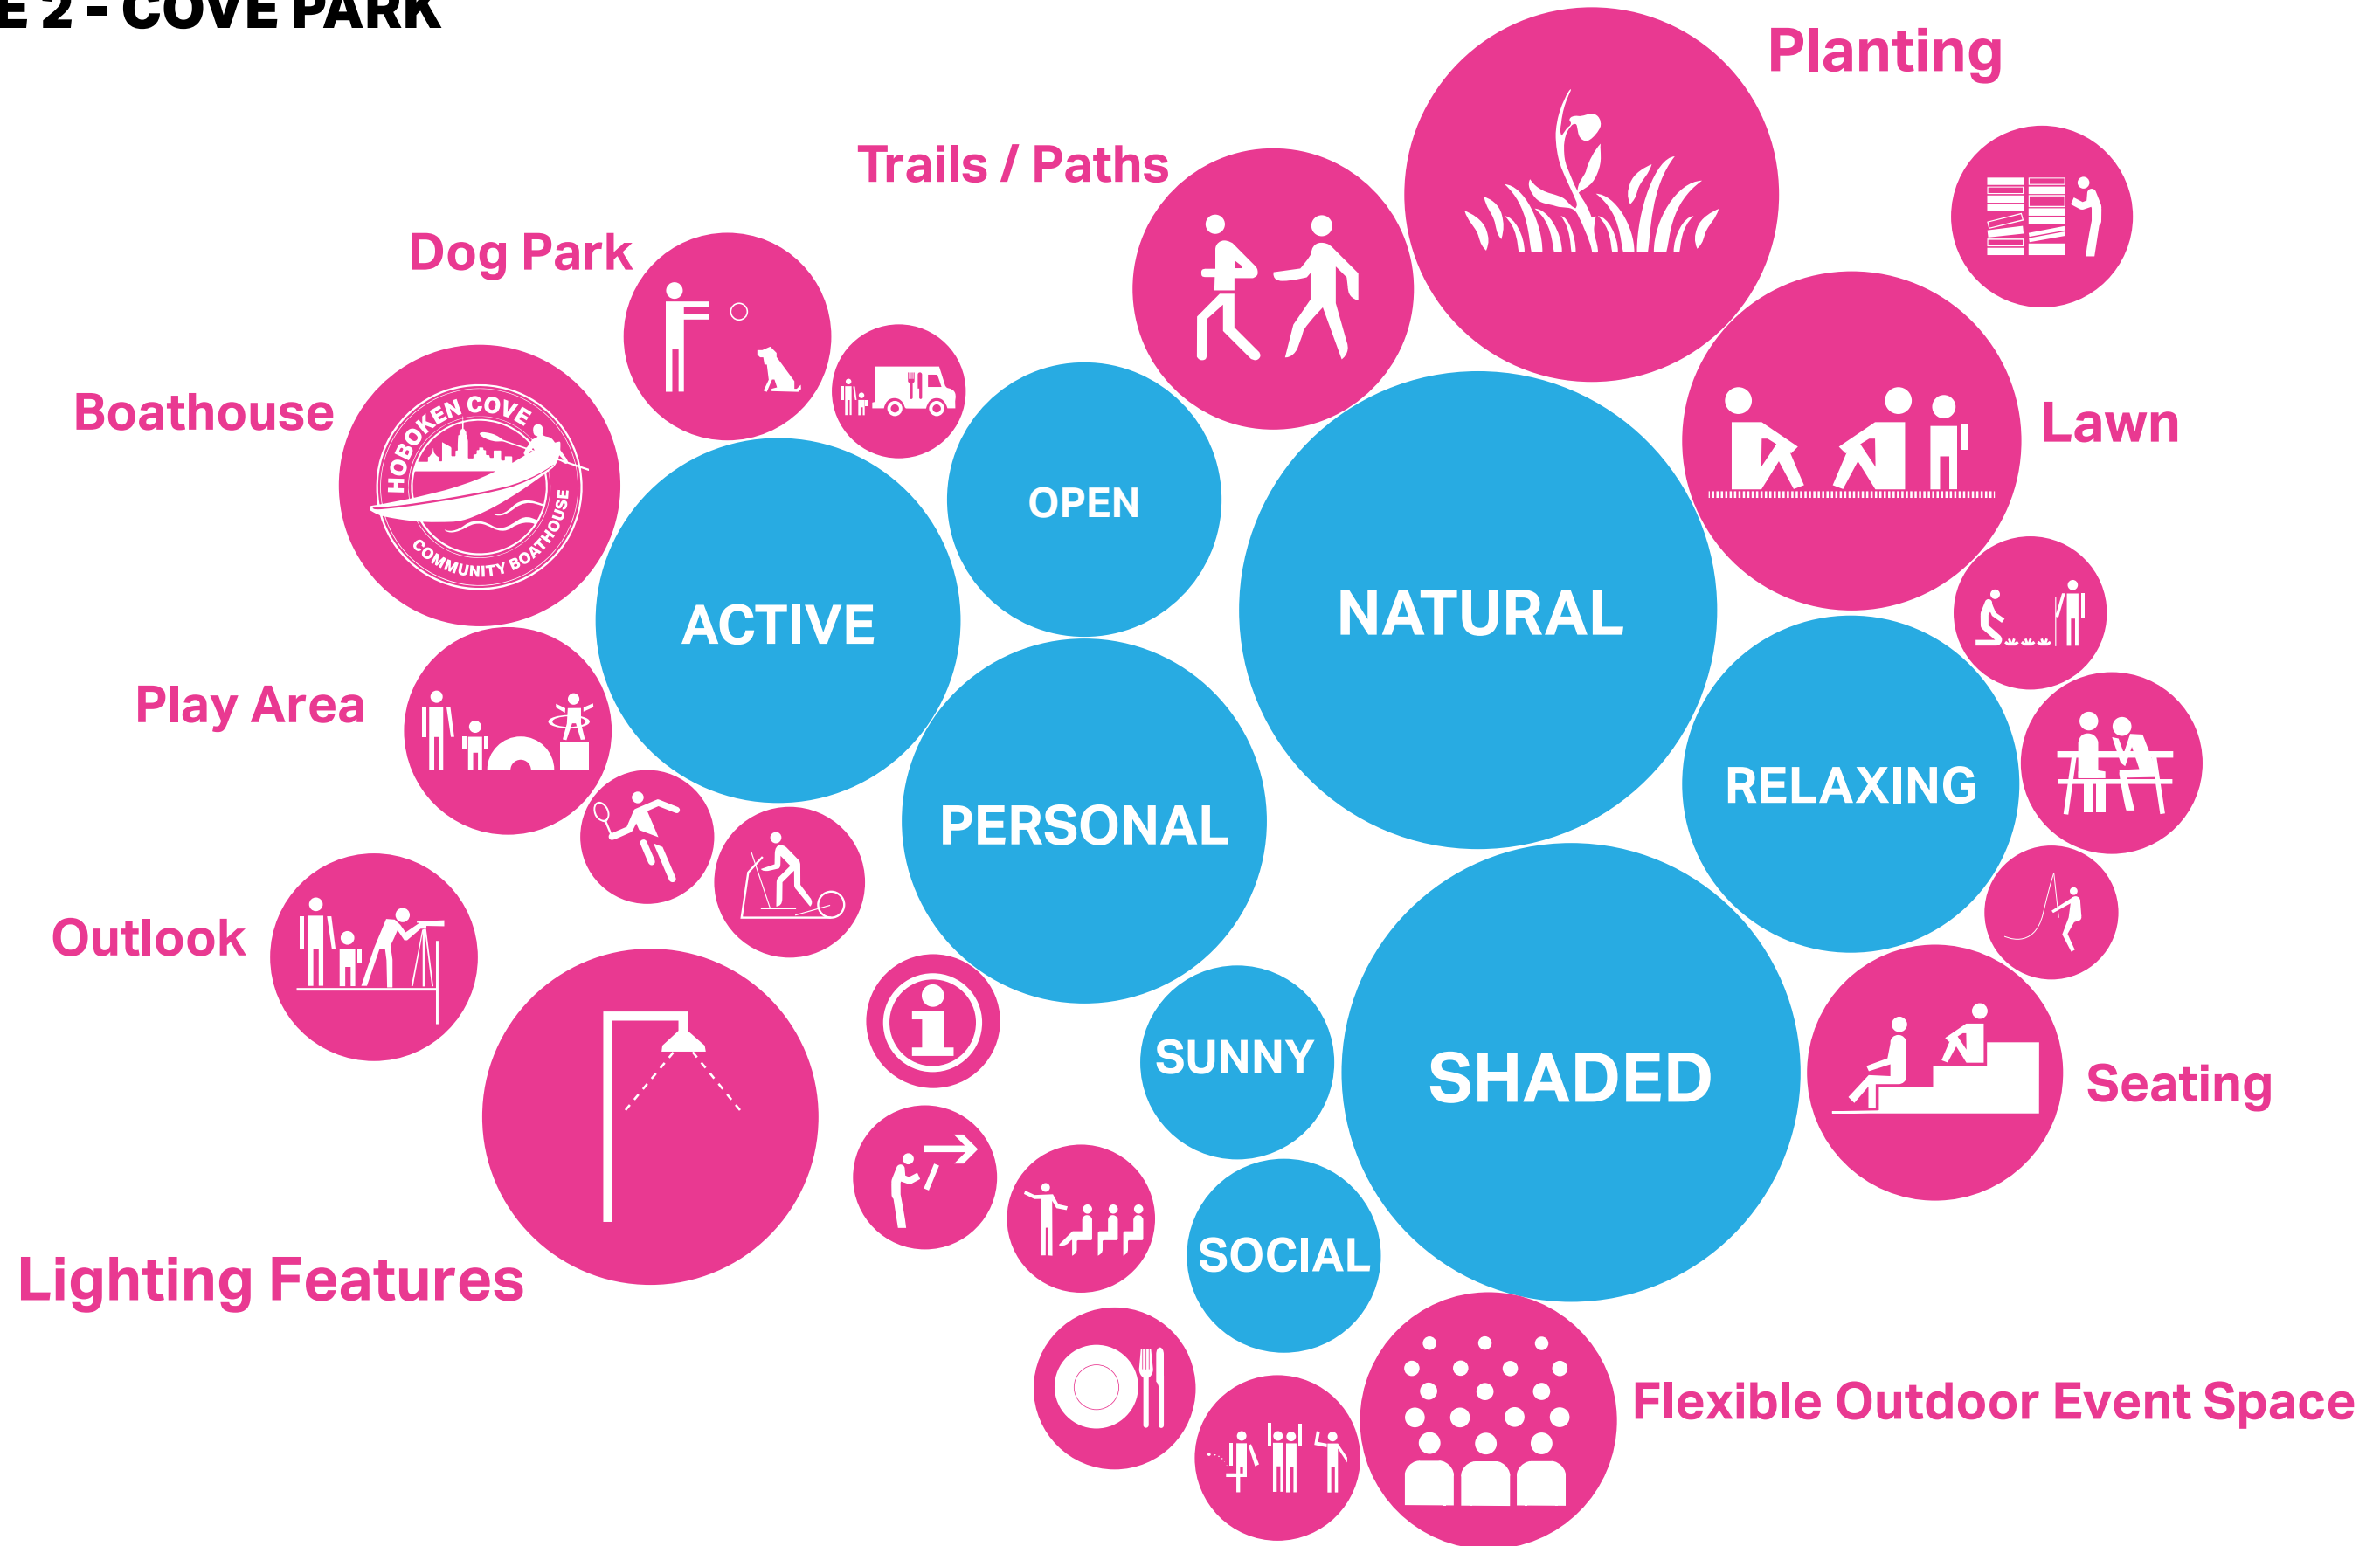 E 2 - COVE PARK
Planting
Trails / Paths
Dog Park
Boathouse
HOBOKEN COVE
COMMUNITY BOATHOUSE
Lawn
OPEN
ACTIVE
NATURAL
Play Area
PERSONAL
RELAXING
Outlook
SUNNY
SHADED
Seating
SOCIAL
Lighting Features
Flexible Outdoor Event Space